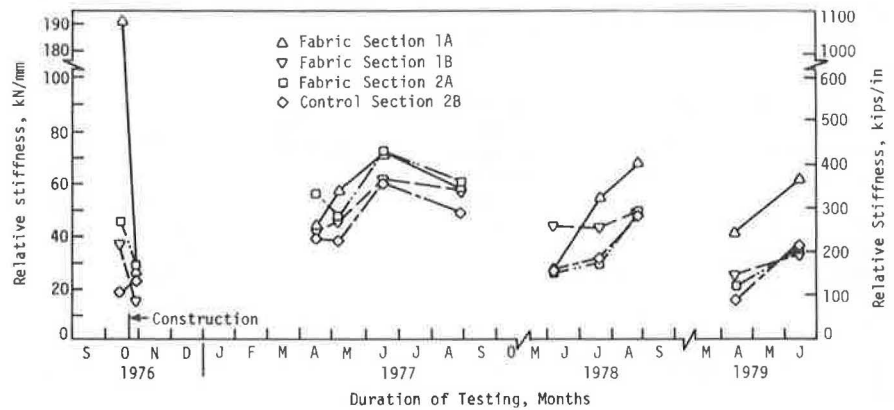 190
180
100
80
60
40
20
0
Relative stiffness, kN/mm
△ Fabric Section 1A
▽ Fabric Section 1B
□ Fabric Section 2A
◇ Control Section 2B
Construction
1100
1000
600
500
400
300
200
100
0
Relative Stiffness, kips/in
S O N D J F M A M J J A S O M J J A S M A M J
1976 1977 1978 1979
Duration of Testing, Months